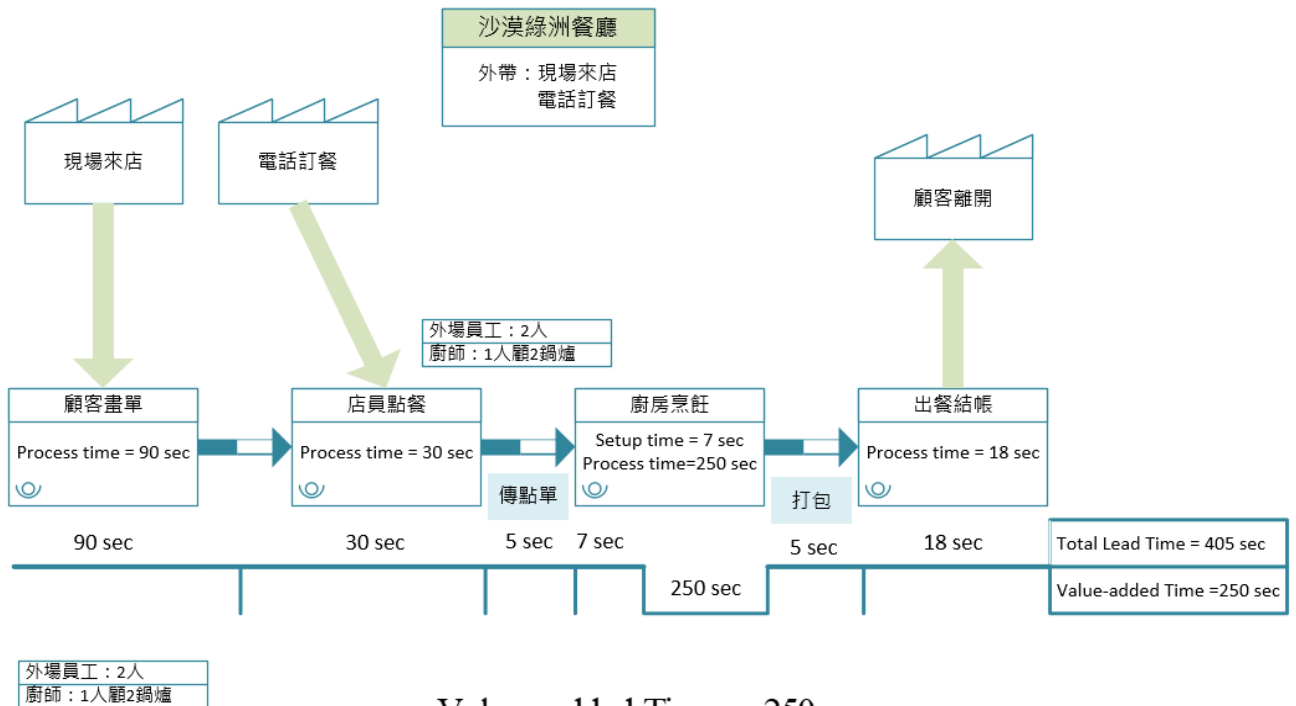 沙漠綠洲餐廳
外帶：現場來店
電話訂餐
現場來店
電話訂餐
顧客離開
外場員工：2人
廚師：1人顧2鍋爐
顧客畫單
Process time = 90 sec
店員點餐
Process time = 30 sec
廚房烹飪
Setup time = 7 sec
Process time=250 sec
出餐結帳
Process time = 18 sec
傳點單
打包
90 sec
30 sec
5 sec
7 sec
250 sec
5 sec
18 sec
Total Lead Time = 405 sec
Value-added Time =250 sec
外場員工：2人
廚師：1人顧2鍋爐